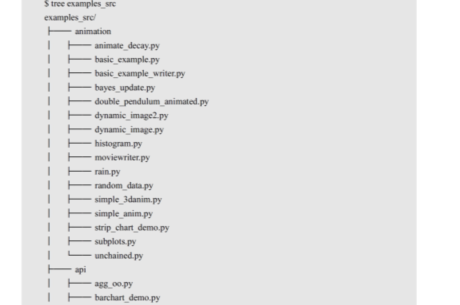 $ tree examples_src
examples_src/
├── animation
│   ├── animate_decay.py
│   ├── basic_example.py
│   ├── basic_example_writer.py
│   ├── bayes_update.py
│   ├── double_pendulum_animated.py
│   ├── dynamic_image2.py
│   ├── dynamic_image.py
│   ├── histogram.py
│   ├── moviewriter.py
│   ├── rain.py
│   ├── random_data.py
│   ├── simple_3danim.py
│   ├── simple_anim.py
│   ├── strip_chart_demo.py
│   ├── subplots.py
│   └── unchained.py
├── api
│   ├── agg_oo.py
│   ├── barchart_demo.py